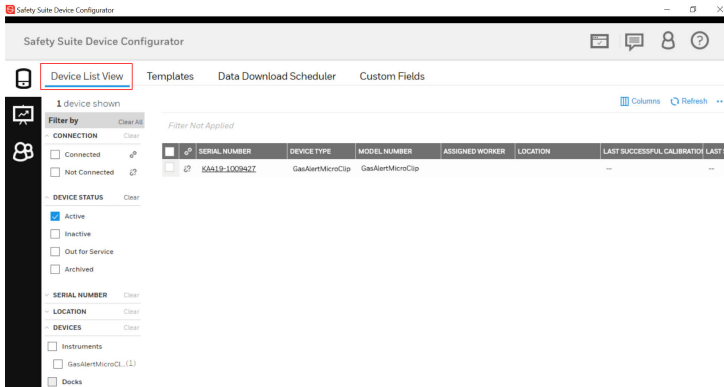 Safety Suite Device Configurator
Safety Suite Device Configurator
Device List View Templates Data Download Scheduler Custom Fields
1 device shown Columns Refresh
Filter by Clear All Filter Not Applied
CONNECTION Clear
SERIAL NUMBER DEVICE TYPE MODEL NUMBER ASSIGNED WORKER LOCATION LAST SUCCESSFUL CALIBRATION LAST
Connected
Not Connected KA419-1009427 GasAlertMicroClip GasAlertMicroClip -- --
DEVICE STATUS Clear
Active
Inactive
Out for Service
Archived
SERIAL NUMBER Clear
LOCATION Clear
DEVICES Clear
Instruments
GasAlertMicroCl... (1)
Docks